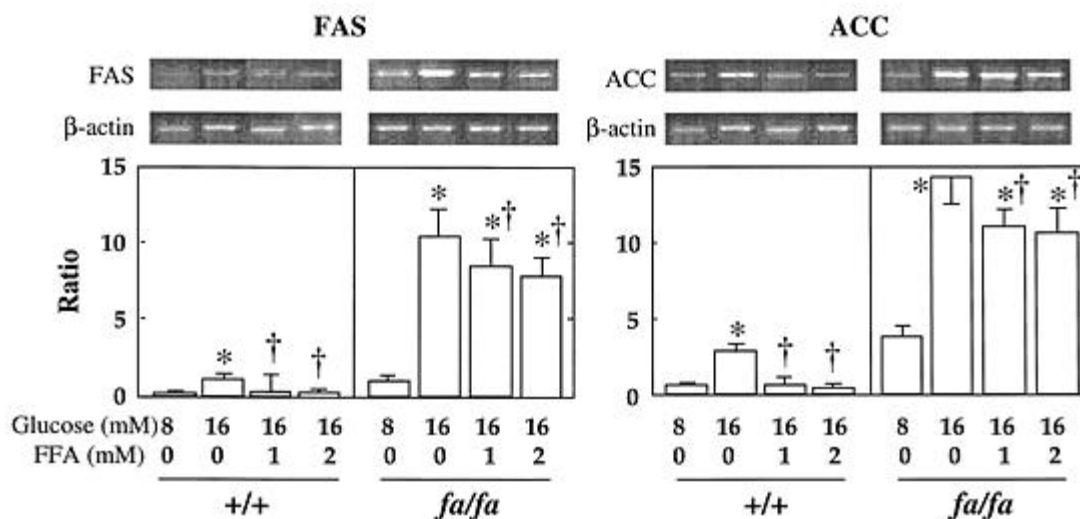 FAS ACC
FAS ACC
β-actin β-actin
15 15
* * *† *† * *†
10 *† 10
Ratio
5 5
* † † * † †
0 0
Glucose (mM) 8 16 16 16 8 16 16 16 8 16 16 16 8 16 16 16
FFA (mM) 0 0 1 2 0 0 1 2 0 0 1 2 0 0 1 2
+/+ fa/fa +/+ fa/fa